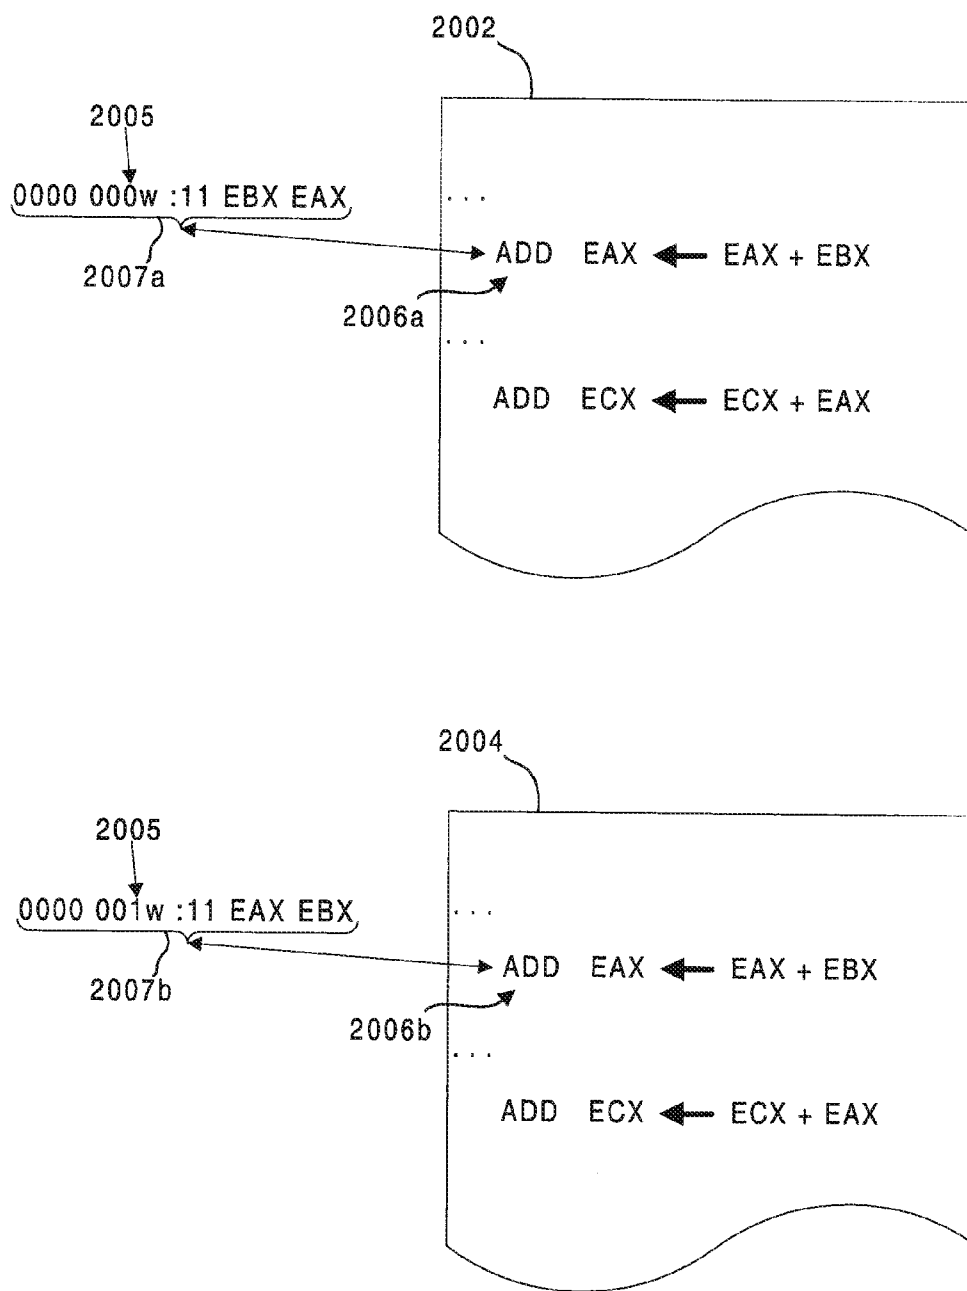 2002
2005
0000 000w :11 EBX EAX
...
2007a
ADD EAX ← EAX + EBX
2006a
...
ADD ECX ← ECX + EAX
2004
2005
0000 001w :11 EAX EBX
...
2007b
ADD EAX ← EAX + EBX
2006b
...
ADD ECX ← ECX + EAX